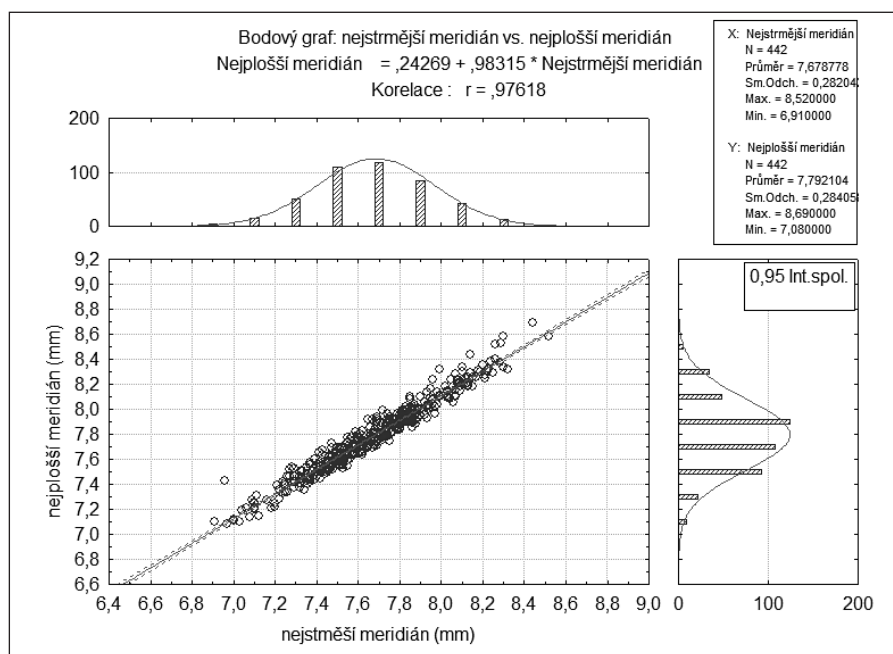 Bodový graf: nejstrmější meridián vs. nejplošší meridián
Nejplošší meridián = ,24269 + ,98315 * Nejstrmější meridián
Korelace : r = ,97618
X: Nejstrmější meridián
N = 442
Průměr = 7,678778
Sm.Odch. = 0,28204
Max. = 8,520000
Min. = 6,910000
Y: Nejplošší meridián
N = 442
Průměr = 7,792104
Sm.Odch. = 0,28405
Max. = 8,690000
Min. = 7,080000
200
100
0
9,2
9,0
8,8
8,6
8,4
8,2
8,0
7,8
7,6
7,4
7,2
7,0
6,8
6,6
nejplošší meridián (mm)
6,4 6,6 7,0 7,4 7,8 8,2 8,6 9,0
6,8 7,2 7,6 8,0 8,4 8,8
nejstměší meridián (mm)
0,95 Int.spol.
0 100 200